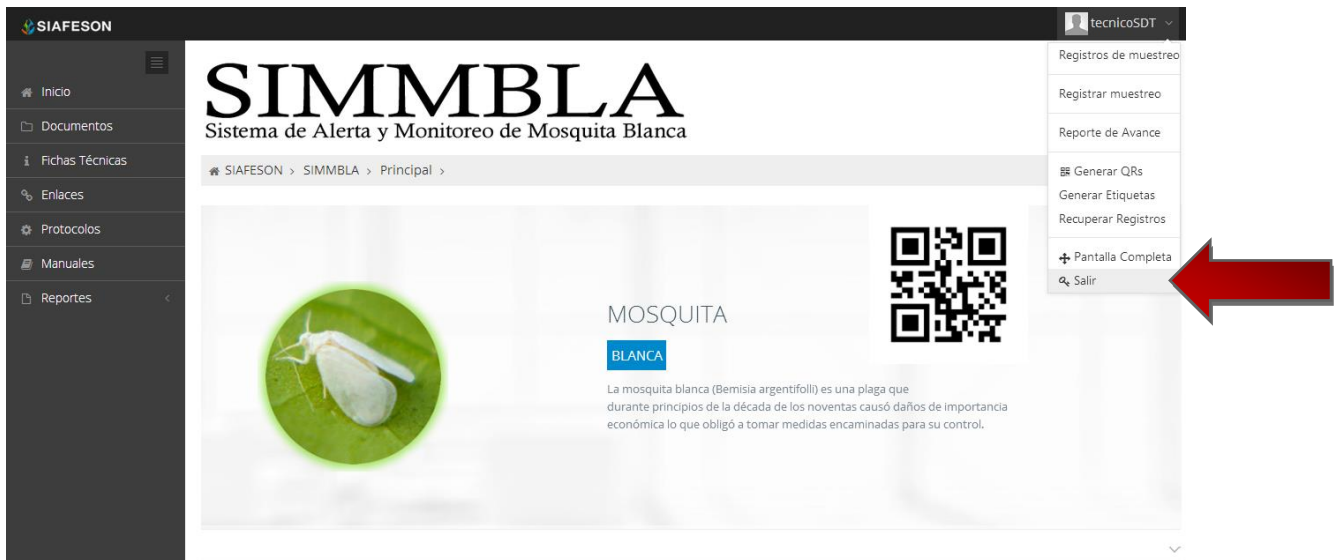 SIAFESON
tecnicoSDT
Inicio
Documentos
Fichas Técnicas
Enlaces
Protocolos
Manuales
Reportes
SIMMBLA
Sistema de Alerta y Monitoreo de Mosquita Blanca
SIAFESON > SIMMBLA > Principal >
Registros de muestreo
Registrar muestreo
Reporte de Avance
Generar QRs
Generar Etiquetas
Recuperar Registros
Pantalla Completa
Salir
MOSQUITA
BLANCA
La mosquita blanca (Bemisia argentifolli) es una plaga que
durante principios de la década de los noventas causó daños de importancia
económica lo que obligó a tomar medidas encaminadas para su control.